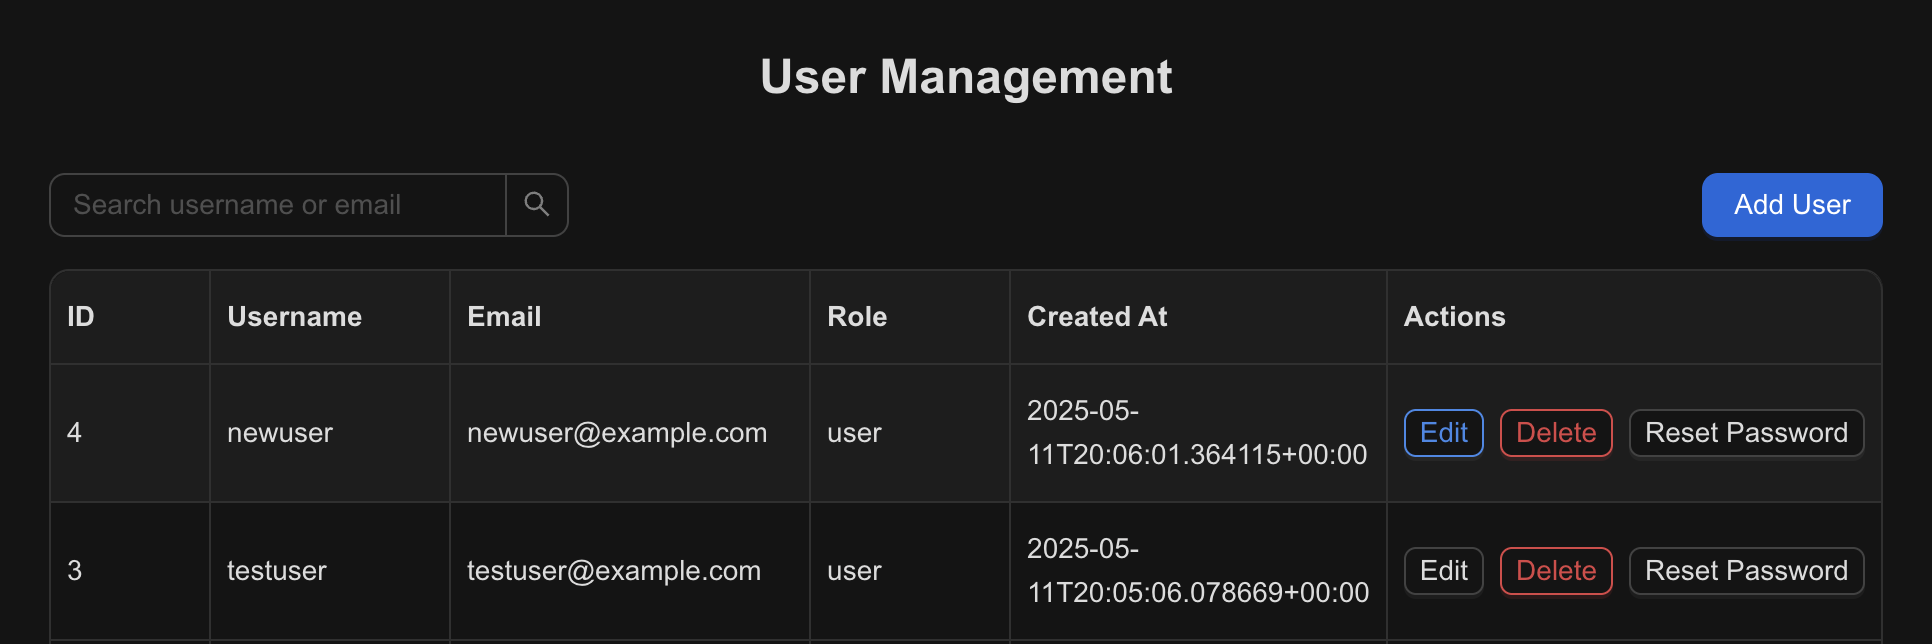 User Management
Search username or email
Add User
ID Username Email Role Created At Actions
4 newuser newuser@example.com user 2025-05-
11T20:06:01.364115+00:00 Edit Delete Reset Password
3 testuser testuser@example.com user 2025-05-
11T20:05:06.078669+00:00 Edit Delete Reset Password